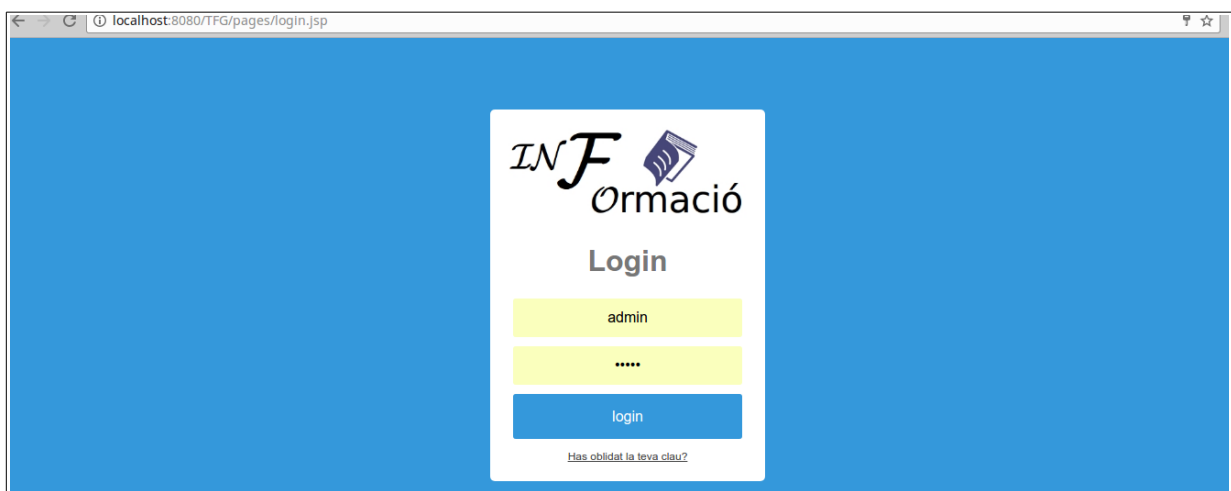 localhost:8080/TFG/pages/login.jsp
INF
Ormació
Login
admin
•••••
login
Has oblidat la teva clau?